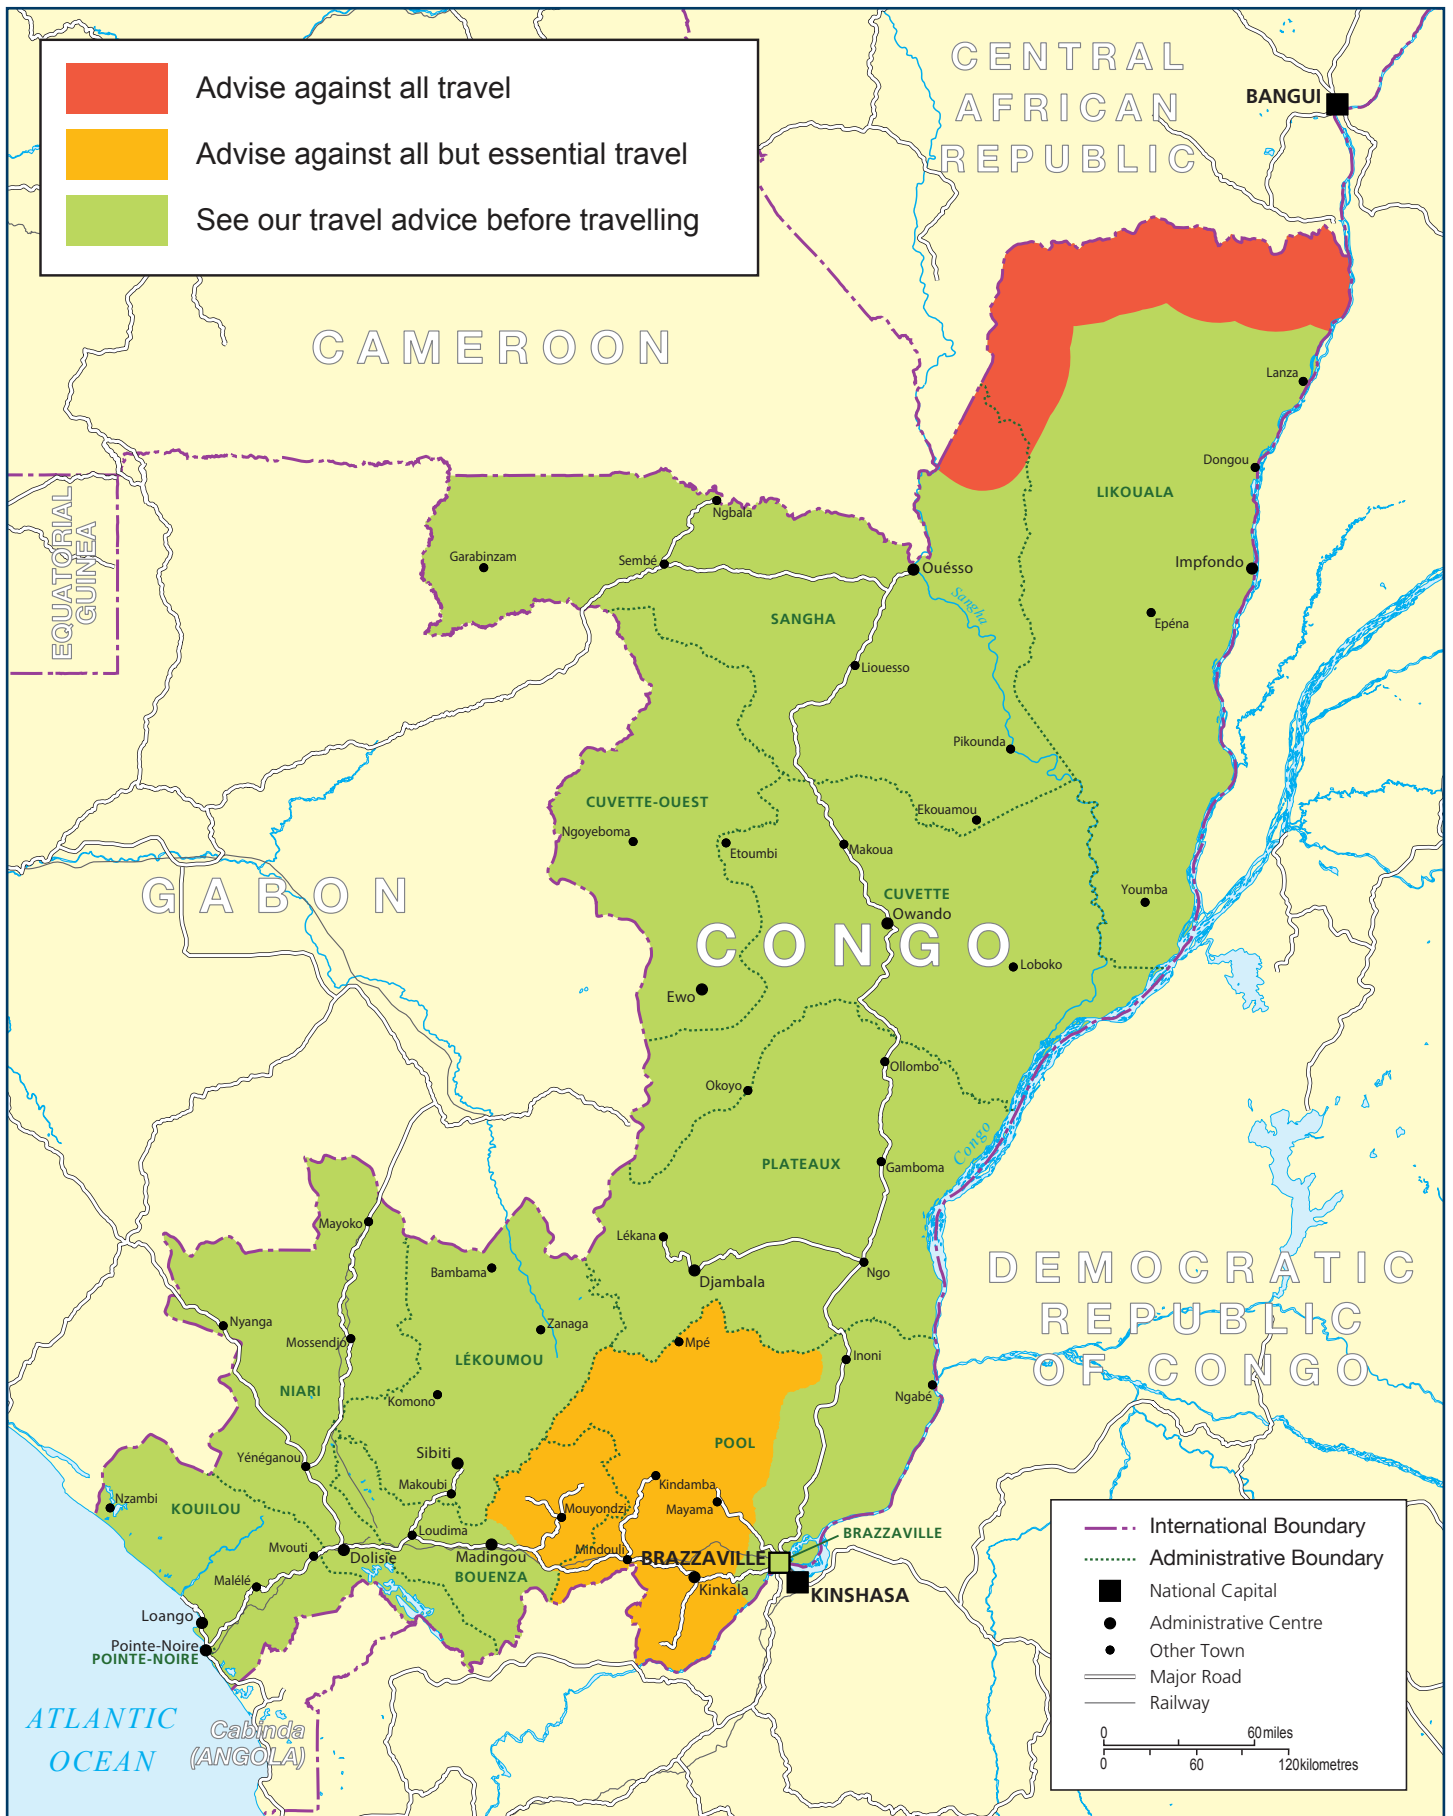 Advise against all travel
Advise against all but essential travel
See our travel advice before travelling
CENTRAL
AFRICAN
REPUBLIC
BANGUI
CAMEROON
EQUATORIAL
GUINEA
GABON
CONGO
DEMOCRATIC
REPUBLIC
OF CONGO
Lanza
Dongou
LIKOUALA
Impfondo
Epéna
Ngbala
Garabinzam
Sembé
Ouésso
Sangha
SANGHA
Liouesso
Pikounda
CUVETTE-OUEST
Ngoyeboma
Etoumbi
Ekouamou
Makoua
CUVETTE
Owando
Youmba
Loboko
Ewo
Ollombo
Okoyo
Congo
PLATEAUX
Gamboma
Mayoko
Lékana
Bambama
Djambala
Ngo
Nyanga
Zanaga
Mossendjo
Mpé
Inoni
LÉKOUMOU
NIARI
Komono
Ngabé
POOL
Sibiti
Yénéganou
Makoubi
Kindamba
Nzambi
KOUILOU
Mouyondzi
Mayama
Loudima
BRAZZAVILLE
Mvouti
Dolisie
Madingou
Mindouli
BRAZZAVILLE
BOUENZA
Malélé
Kinkala
KINSHASA
Loango
Pointe-Noire
POINTE-NOIRE
ATLANTIC
OCEAN
Cabinda
(ANGOLA)
International Boundary
Administrative Boundary
National Capital
Administrative Centre
Other Town
Major Road
Railway
0 60 miles
0 60 120 kilometres